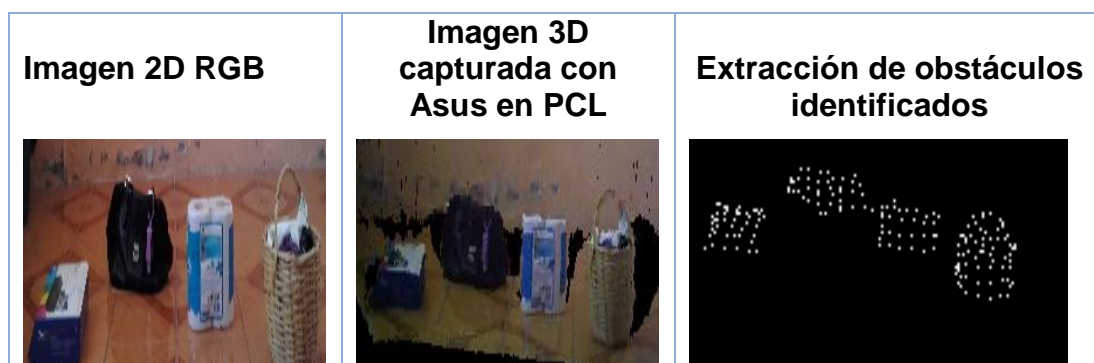 Imagen 2D RGB
Imagen 3D
capturada con
Asus en PCL
Extracción de obstáculos
identificados